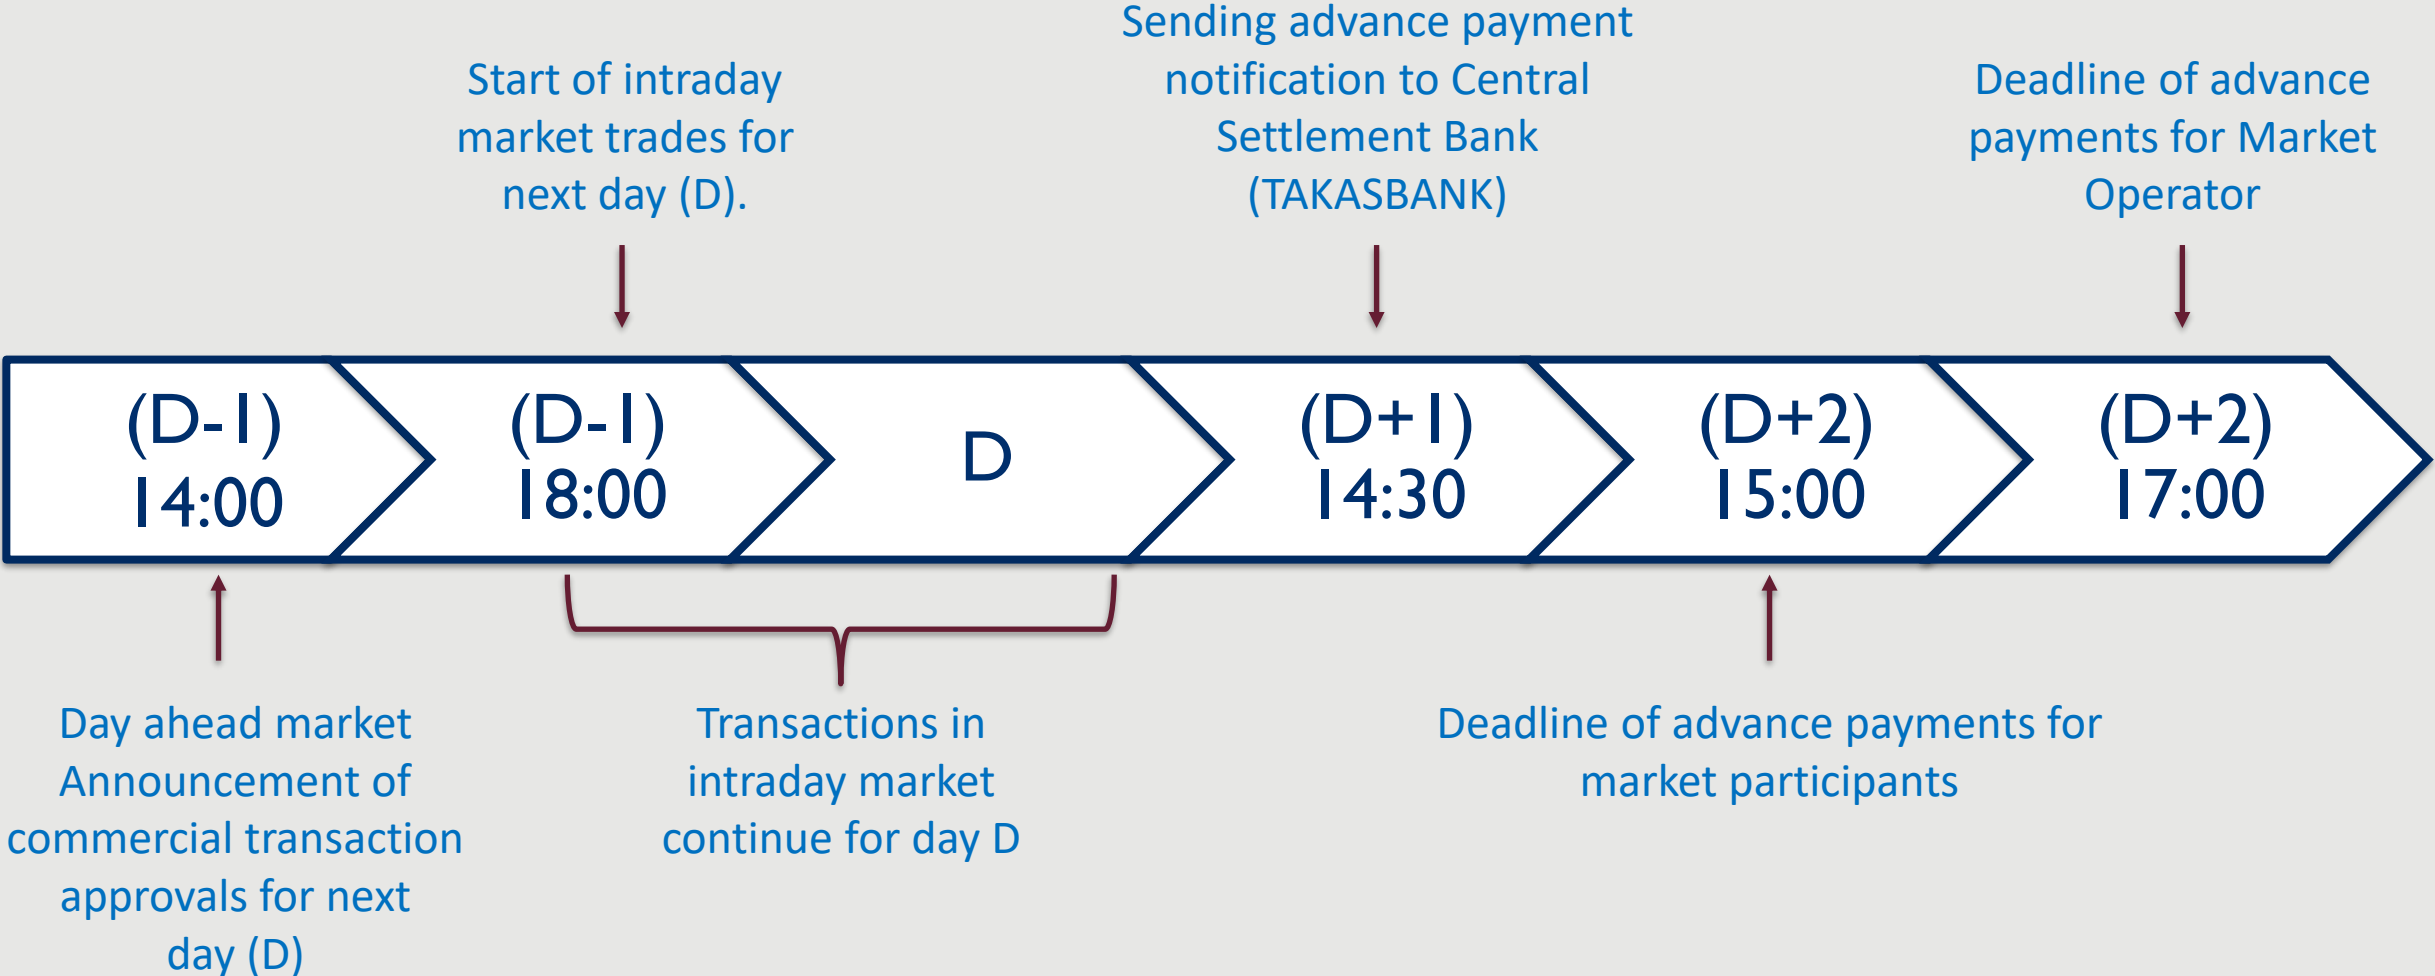 Sending advance payment
notification to Central
Settlement Bank
(TAKASBANK)
Start of intraday
market trades for
next day (D).
Deadline of advance
payments for Market
Operator
(D-1)
14:00
(D-1)
18:00
D
(D+1)
14:30
(D+2)
15:00
(D+2)
17:00
Day ahead market
Announcement of
commercial transaction
approvals for next
day (D)
Transactions in
intraday market
continue for day D
Deadline of advance payments for
market participants